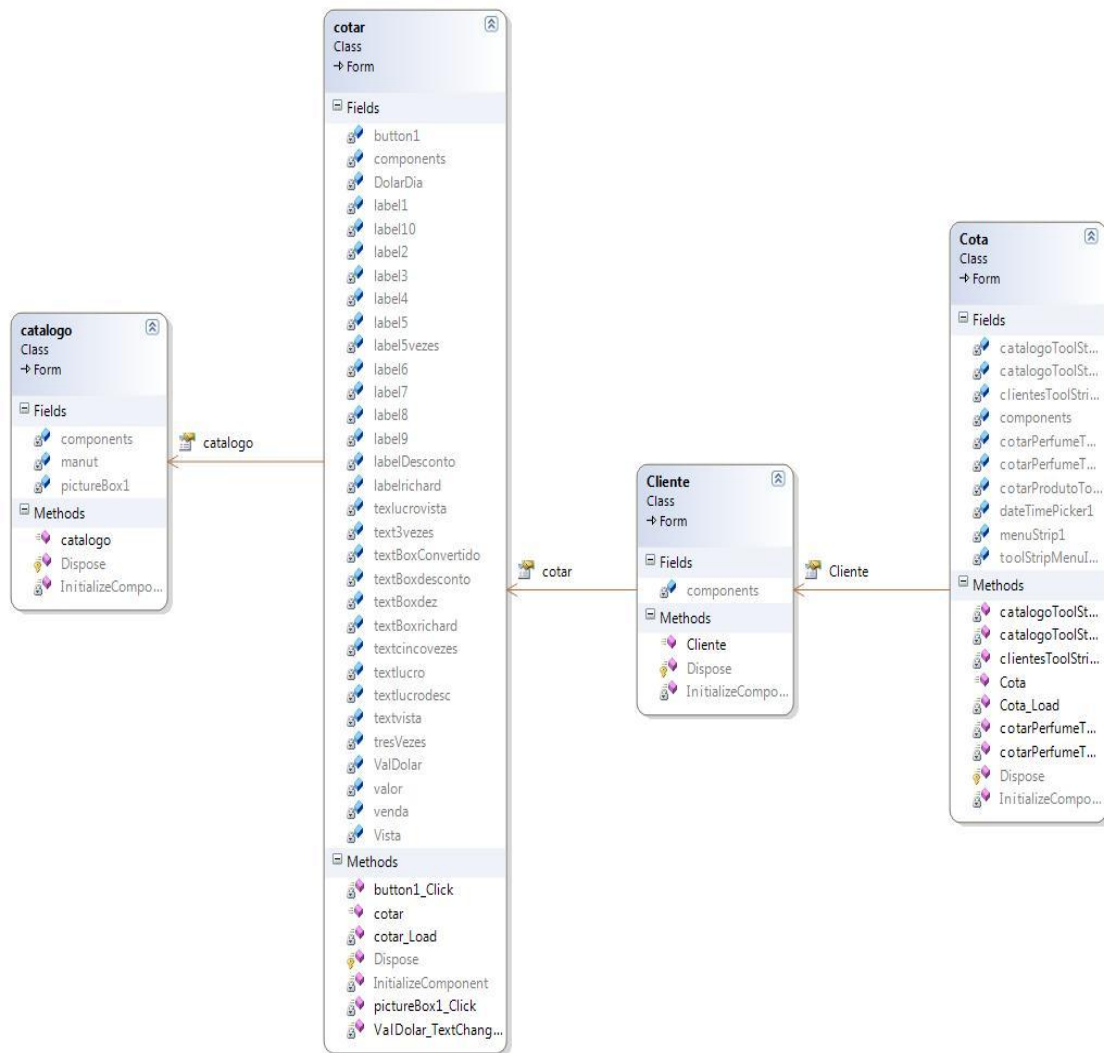 cotar
Class
Form
Fields
button1
components
DolarDia
label1
label10
label2
label3
label4
label5
label5vezes
label6
label7
label8
label9
labelDesconto
labelrichard
texlucrovista
text3vezes
textBoxConvertido
textBoxdesconto
textBoxdez
textBoxrichard
textcincovezes
textlucro
textlucrodesc
textvista
tresVezes
ValDolar
valor
venda
Vista
Methods
button1_Click
cotar
cotar_Load
Dispose
InitializeComponent
pictureBox1_Click
ValDolar_TextChang...
catalogo
Class
Form
Fields
components
manut
pictureBox1
Methods
catalogo
Dispose
InitializeCompo...
catalogo
cotar
Cliente
Class
Form
Fields
components
Methods
Cliente
Dispose
InitializeCompo...
Cliente
Cota
Class
Form
Fields
catalogoToolSt...
catalogoToolSt...
clientesToolStri...
components
cotarPerfumeT...
cotarPerfumeT...
cotarProdutoTo...
dateTimePicker1
menuStrip1
toolStripMenuI...
Methods
catalogoToolSt...
catalogoToolSt...
clientesToolStri...
Cota
Cota_Load
cotarPerfumeT...
cotarPerfumeT...
Dispose
InitializeCompo...